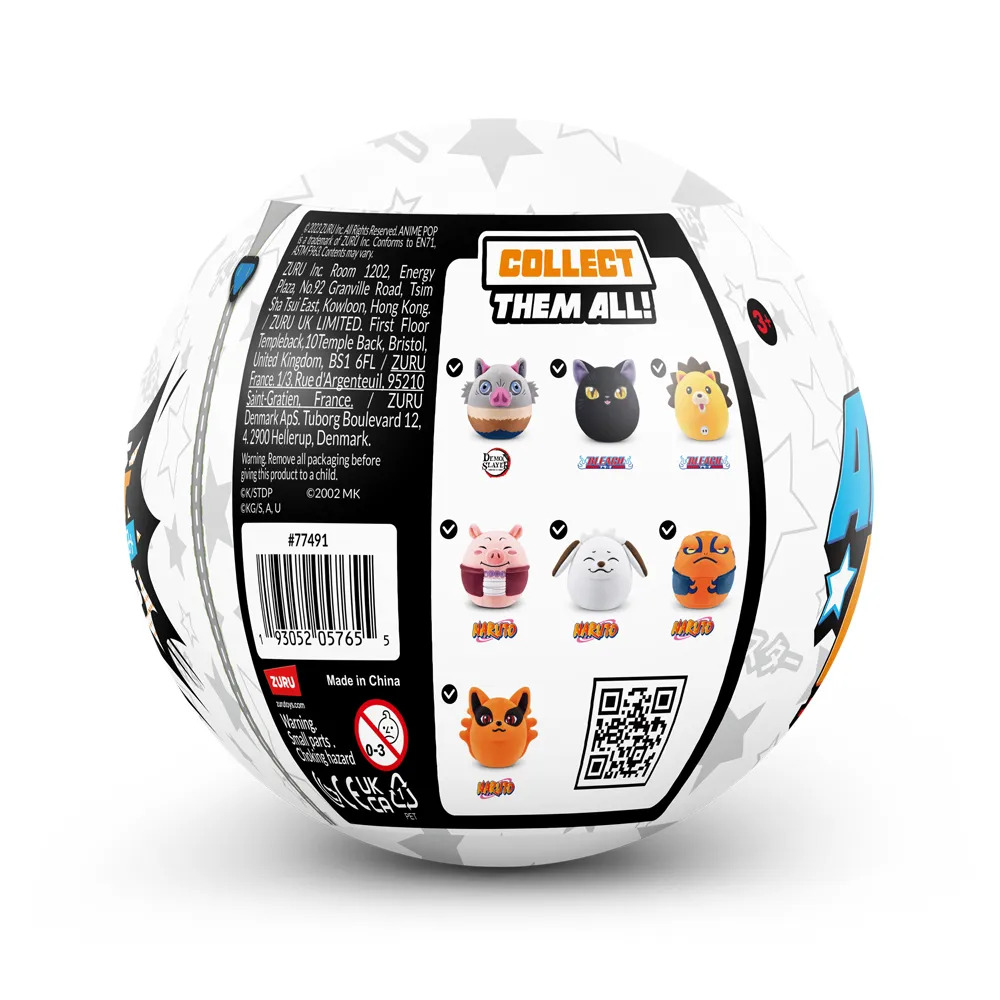 ©2023 ZURU Inc. All Rights Reserved. ANIME POP
is a trademark of ZURU Inc. Conforms to EN71,
ASTM F963. Contents may vary.
ZURU Inc. Room 1202, Energy
Plaza, No.92 Granville Road, Tsim
Sha Tsui East, Kowloon, Hong Kong.
/ ZURU UK LIMITED. First Floor
Templeback,10Temple Back, Bristol,
United Kingdom, BS1 6FL / ZURU
France. 1/3. Rue d'Argenteuil. 95210
Saint-Gratien, France. / ZURU
Denmark ApS. Tuborg Boulevard 12,
4, 2900 Hellerup, Denmark.
Warning. Remove all packaging before
giving this product to a child.
©K/STDP ©2002 MK
©KG/S, A, U
#77491
1 93052 05765 5
ZURU
Made in China
zurutoys.com
Warning.
Small parts.
Choking hazard
0-3
CE UK
CA
PET
COLLECT
THEM ALL!
3+
DEMON
SLAYER
BLEACH
BLEACH
NARUTO
NARUTO
NARUTO
NARUTO
A